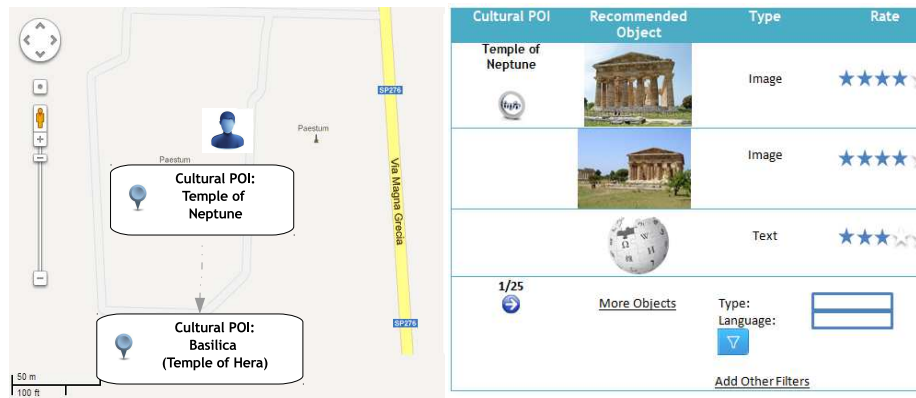 SP276
Paestum
Paestum
Cultural POI:
Temple of
Neptune
Via Magna Grecia
SP276
Cultural POI:
Basilica
(Temple of Hera)
50 m
100 ft
Cultural POI Recommended Object Type Rate
Temple of
Neptune
Image
Image
Text
1/25
More Objects
Type:
Language:
Add Other Filters